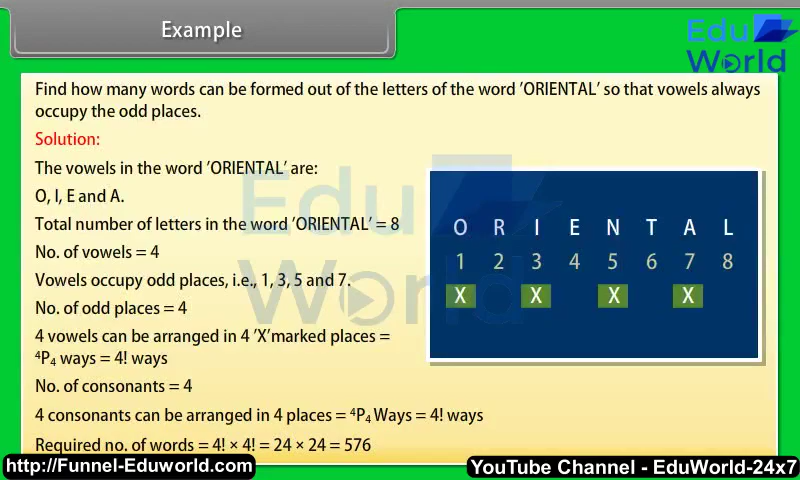 Example
Edu
World
Find how many words can be formed out of the letters of the word ’ORIENTAL’ so that vowels always
occupy the odd places.
Solution:
The vowels in the word ’ORIENTAL’ are:
O, I, E and A.
Total number of letters in the word ’ORIENTAL’ = 8
No. of vowels = 4
Vowels occupy odd places, i.e., 1, 3, 5 and 7.
No. of odd places = 4
4 vowels can be arranged in 4 ’X’marked places =
⁴P₄ ways = 4! ways
No. of consonants = 4
4 consonants can be arranged in 4 places = ⁴P₄ Ways = 4! ways
Required no. of words = 4! × 4! = 24 × 24 = 576
O R I E N T A L
1 2 3 4 5 6 7 8
X X X X
Edu
World
http://Funnel-Eduworld.com
YouTube Channel - EduWorld-24x7